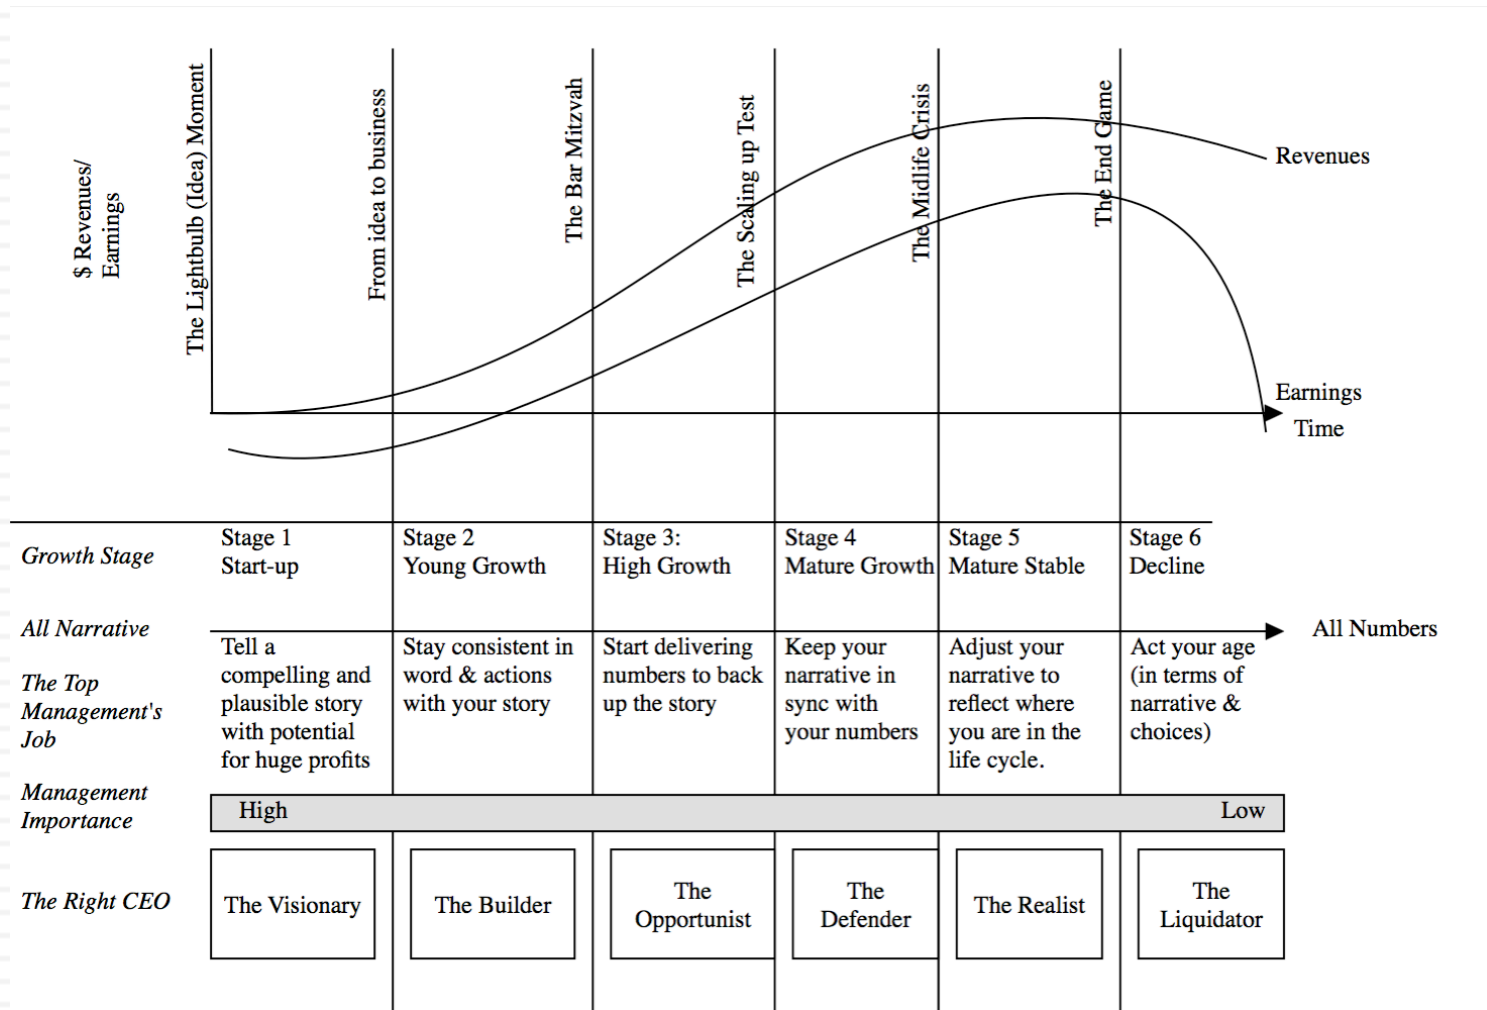 $ Revenues/
Earnings
The Lightbulb (Idea) Moment
From idea to business
The Bar Mitzvah
The Scaling up Test
The Midlife Crisis
The End Game
Revenues
Earnings
Time
Growth Stage
Stage 1
Start-up
Stage 2
Young Growth
Stage 3:
High Growth
Stage 4
Mature Growth
Stage 5
Mature Stable
Stage 6
Decline
All Narrative
All Numbers
The Top
Management's
Job
Tell a
compelling and
plausible story
with potential
for huge profits
Stay consistent in
word & actions
with your story
Start delivering
numbers to back
up the story
Keep your
narrative in
sync with
your numbers
Adjust your
narrative to
reflect where
you are in the
life cycle.
Act your age
(in terms of
narrative &
choices)
Management
Importance
High
Low
The Right CEO
The Visionary
The Builder
The
Opportunist
The
Defender
The Realist
The
Liquidator